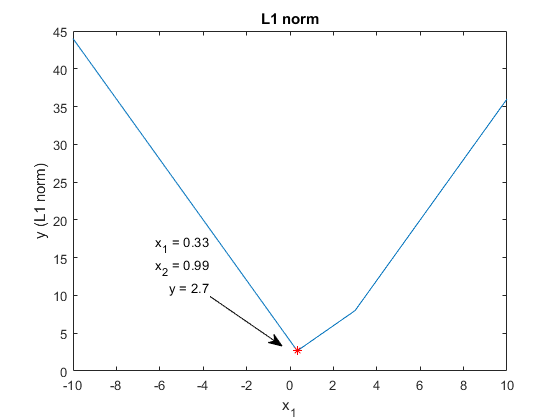 L1 norm
45
40
35
30
25
20
15
10
5
0
y (L1 norm)
x1 = 0.33
x2 = 0.99
y = 2.7
-10 -8 -6 -4 -2 0 2 4 6 8 10
x1